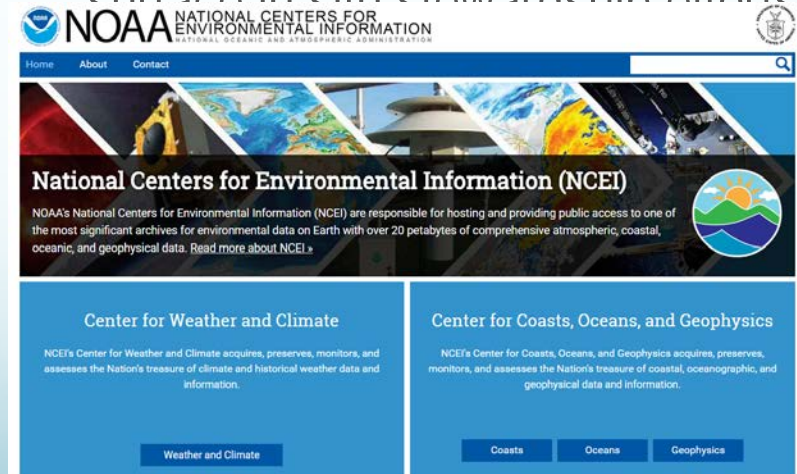 NOAA NATIONAL CENTERS FOR
ENVIRONMENTAL INFORMATION
NATIONAL OCEANIC AND ATMOSPHERIC ADMINISTRATION
Home About Contact
National Centers for Environmental Information (NCEI)
NOAA's National Centers for Environmental Information (NCEI) are responsible for hosting and providing public access to one of
the most significant archives for environmental data on Earth with over 20 petabytes of comprehensive atmospheric, coastal,
oceanic, and geophysical data. Read more about NCEI »
Center for Weather and Climate
NCEI's Center for Weather and Climate acquires, preserves, monitors, and
assesses the Nation's treasure of climate and historical weather data and
information.
Weather and Climate
Center for Coasts, Oceans, and Geophysics
NCEI's Center for Coasts, Oceans, and Geophysics acquires, preserves,
monitors, and assesses the Nation's treasure of coastal, oceanographic, and
geophysical data and information.
Coasts Oceans Geophysics